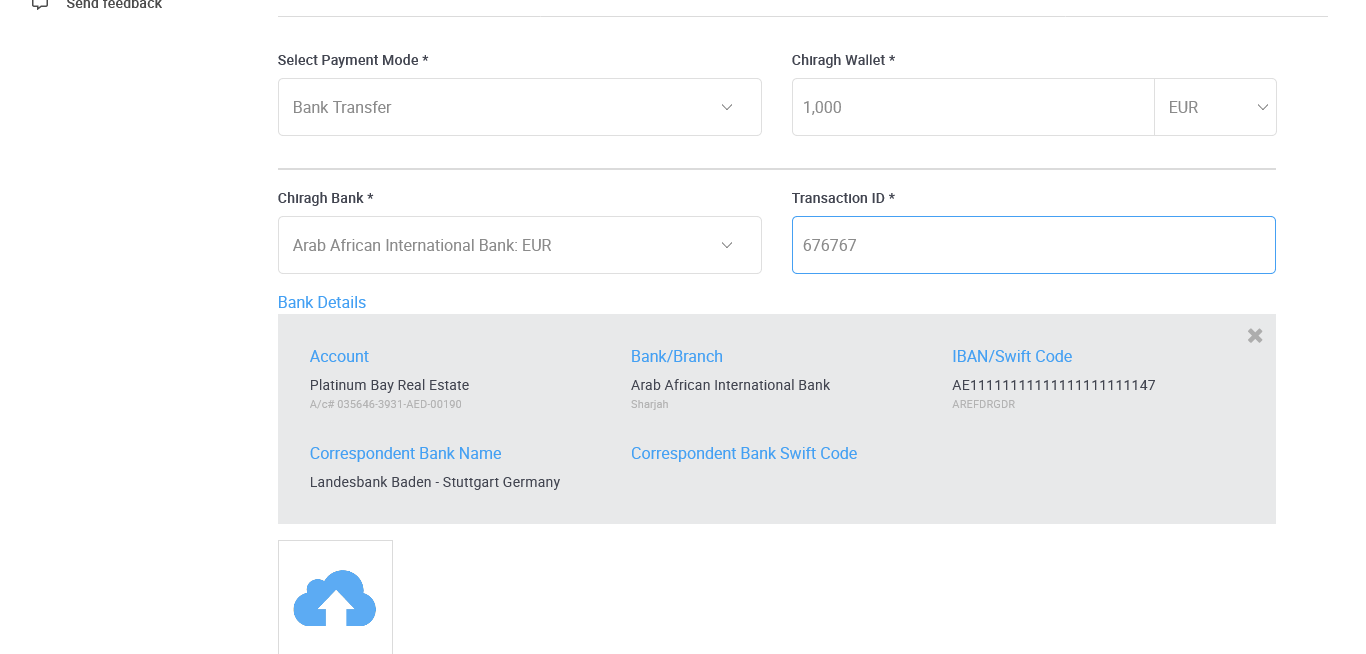 Send feedback
Select Payment Mode *
Chiragh Wallet *
Bank Transfer
1,000
EUR
Chiragh Bank *
Transaction ID *
Arab African International Bank: EUR
676767
Bank Details
Account
Bank/Branch
IBAN/Swift Code
Platinum Bay Real Estate
Arab African International Bank
AE11111111111111111111147
A/c# 035646-3931-AED-00190
Sharjah
AREFDRGDR
Correspondent Bank Name
Correspondent Bank Swift Code
Landesbank Baden - Stuttgart Germany